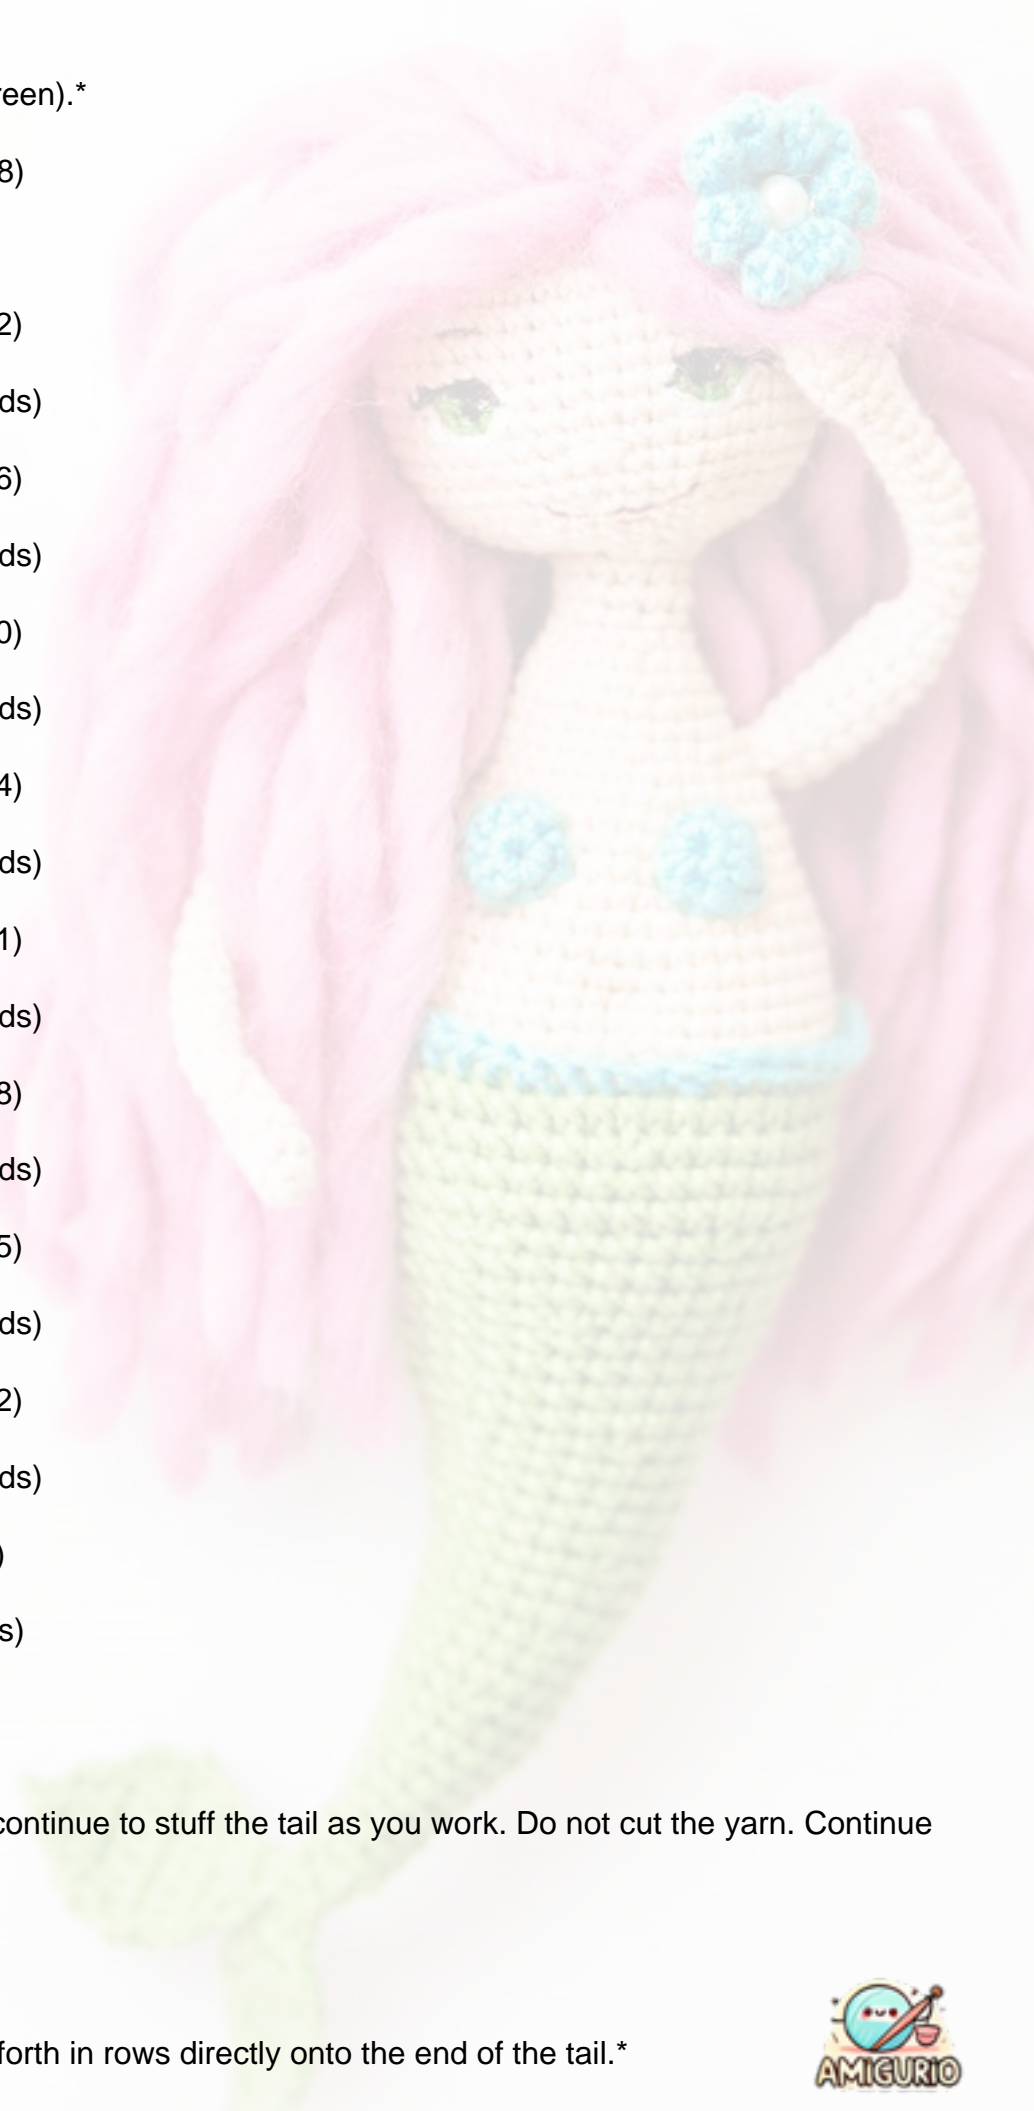 reen).*
8)
2)
ds)
6)
ds)
0)
ds)
4)
ds)
1)
ds)
8)
ds)
5)
ds)
2)
ds)
)
s)
continue to stuff the tail as you work. Do not cut the yarn. Continue
forth in rows directly onto the end of the tail.*
AMIGURIO